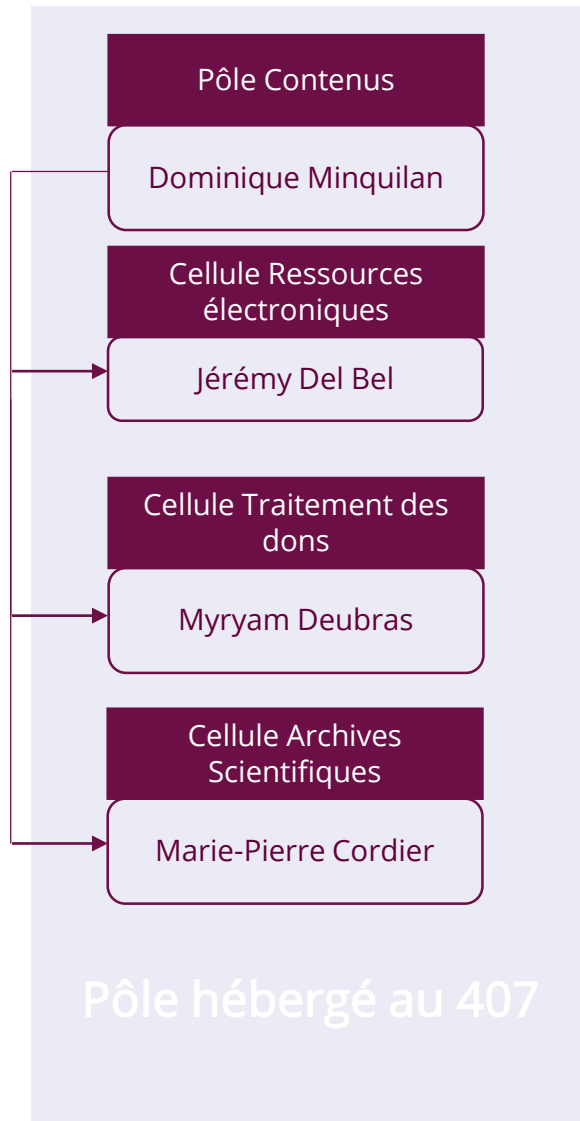 Pôle Contenus
Dominique Minquilan
Cellule Ressources
électroniques
Jérémy Del Bel
Cellule Traitement des
dons
Myryam Deubras
Cellule Archives
Scientifiques
Marie-Pierre Cordier
Pôle hébergé au 407